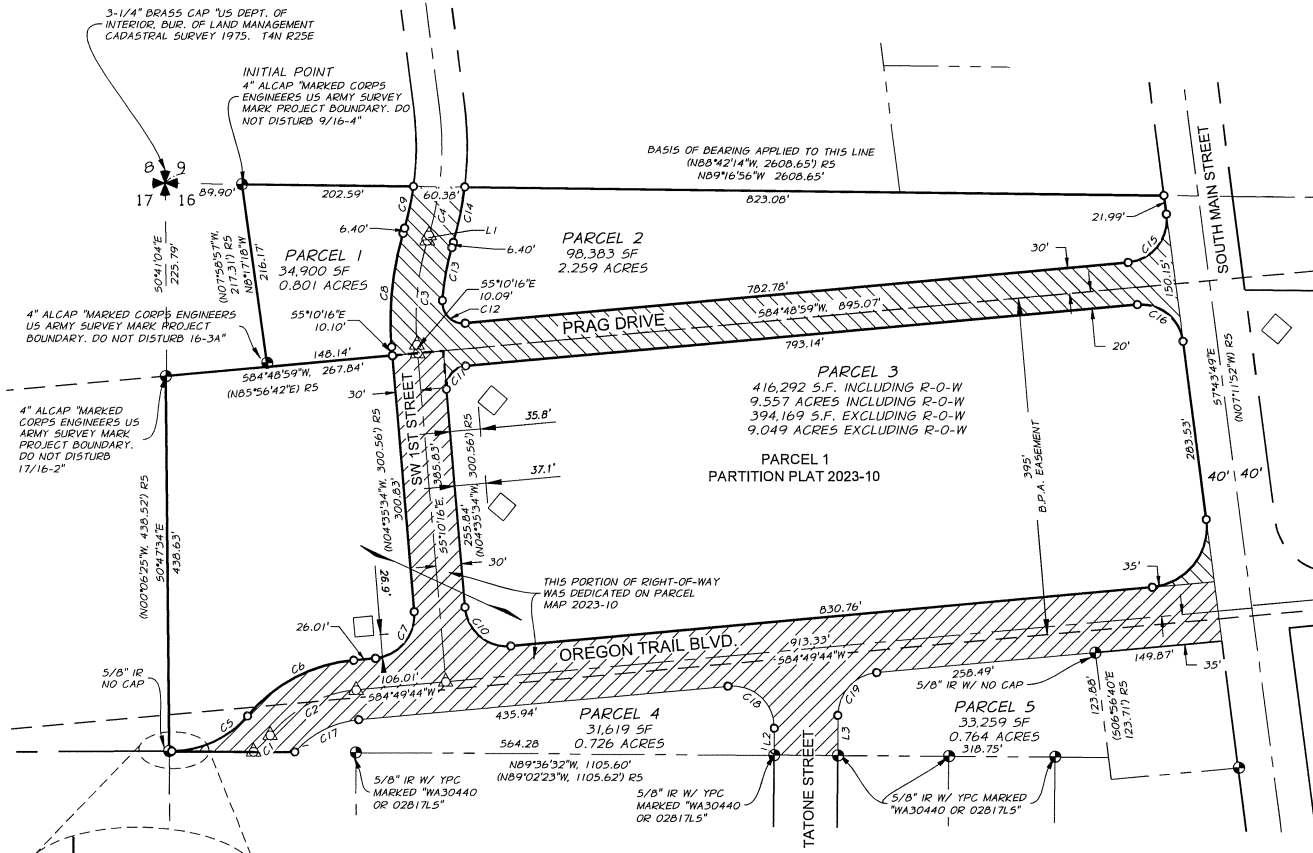 3-1/4" BRASS CAP "US DEPT. OF
INTERIOR, BUR. OF LAND MANAGEMENT
CADASTRAL SURVEY 1975. T4N R25E
INITIAL POINT
4" ALCAP "MARKED CORPS
ENGINEERS US ARMY SURVEY
MARK PROJECT BOUNDARY. DO
NOT DISTURB 9/16-4"
BASIS OF BEARING APPLIED TO THIS LINE
(N88°42'14"W, 2608.65') R5
N89°16'56"W 2608.65'
8 9
17 16
89.90'
202.59'
60.38'
823.08'
21.99'
SOUTH MAIN STREET
C9
C4
C14
L1
6.40'
6.40'
PARCEL 1
34,900 SF
0.801 ACRES
PARCEL 2
98,383 SF
2.259 ACRES
30'
C15
150.15'
S0°41'04"E
225.79'
(N07°58'57"W,
217.31') R5
N8°17'18"W
216.17'
C8
C3
C13
S5°10'16"E
10.09'
C12
782.78'
S84°48'59"W, 895.07'
PRAG DRIVE
793.14'
20'
C16
4" ALCAP "MARKED CORPS ENGINEERS
US ARMY SURVEY MARK PROJECT
BOUNDARY. DO NOT DISTURB 16-3A"
S5°10'16"E
10.10'
148.14'
S84°48'59"W, 267.84'
(N85°56'42"E) R5
30'
C11
PARCEL 3
416,292 S.F. INCLUDING R-O-W
9.557 ACRES INCLUDING R-O-W
394,169 S.F. EXCLUDING R-O-W
9.049 ACRES EXCLUDING R-O-W
S7°43'49"E
(N07°11'52"W) R5
283.53'
4" ALCAP "MARKED
CORPS ENGINEERS US
ARMY SURVEY MARK
PROJECT BOUNDARY.
DO NOT DISTURB
17/16-2"
SW 1ST STREET
35.8'
37.1'
PARCEL 1
PARTITION PLAT 2023-10
395'
B.P.A. EASEMENT
40' 40'
(N04°35'34"W, 300.56') R5
300.83'
S5°10'16"E, 385.83'
255.84'
(N04°35'34"W, 300.56') R5
30'
(N00°06'25"W, 438.52') R5
S0°47'34"E
438.63'
26.9'
THIS PORTION OF RIGHT-OF-WAY
WAS DEDICATED ON PARCEL
MAP 2023-10
35'
26.01'
C7
C10
830.76'
C6
OREGON TRAIL BLVD.
913.33'
S84°49'44"W
149.87'
35'
5/8" IR
NO CAP
106.01'
S84°49'44"W
258.49'
5/8" IR W/ NO CAP
C5
C2
C1
C17
435.94'
C18
C19
L2
L3
PARCEL 4
31,619 SF
0.726 ACRES
PARCEL 5
33,259 SF
0.764 ACRES
318.75'
123.88'
(S06°56'40"E
123.71') R5
564.28
N89°36'32"W, 1105.60'
(N89°02'23"W, 1105.62') R5
5/8" IR W/ YPC
MARKED "WA30440
OR 02817LS"
5/8" IR W/ YPC
MARKED "WA30440
OR 02817LS"
TATONE STREET
5/8" IR W/ YPC MARKED
"WA30440 OR 02817LS"